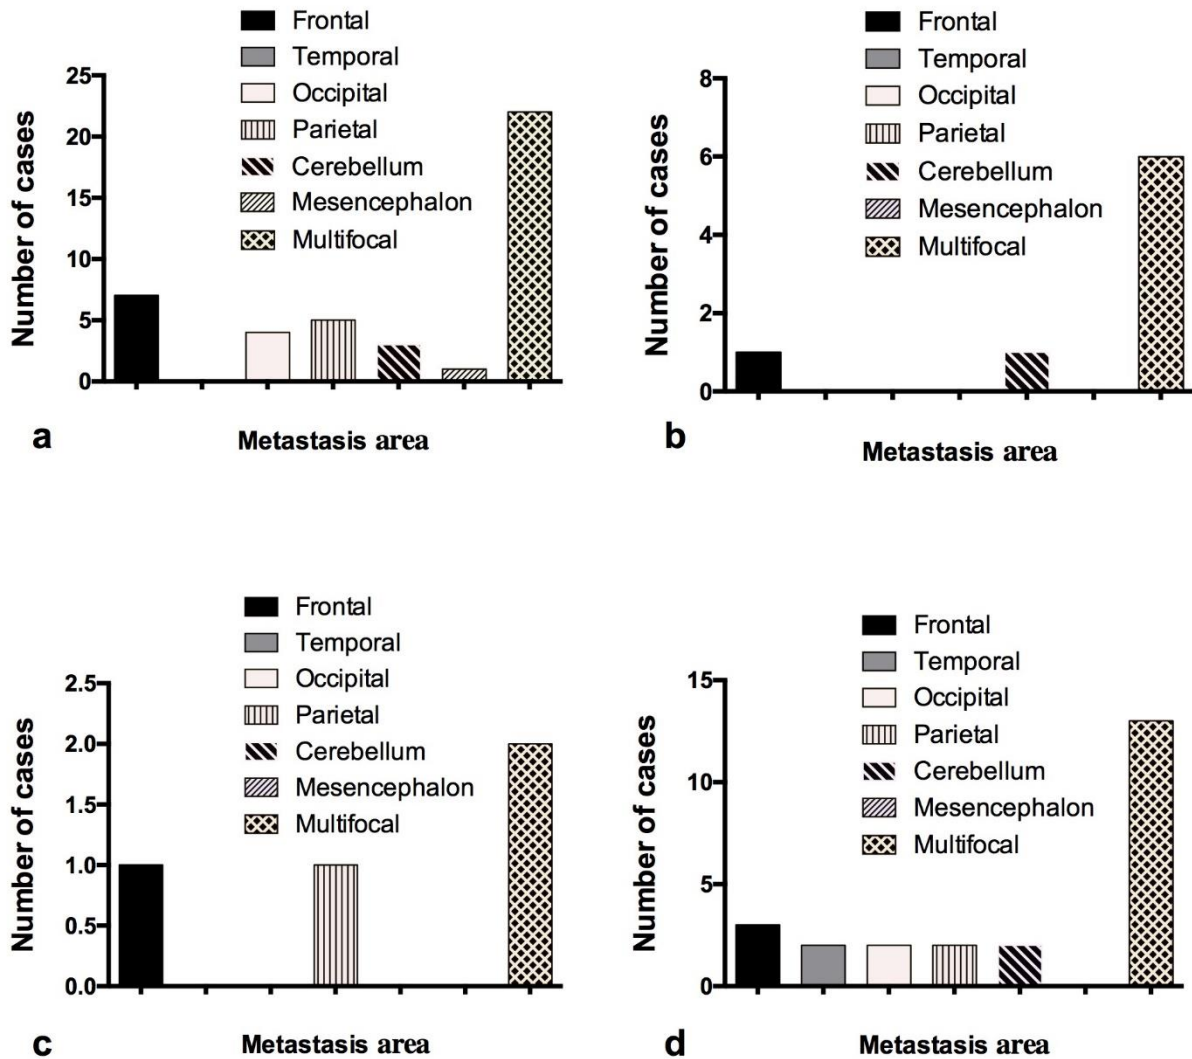 Frontal
Temporal
Occipital
Parietal
Cerebellum
Mesencephalon
Multifocal
25
20
15
10
5
0
Number of cases
Metastasis area
a
Frontal
Temporal
Occipital
Parietal
Cerebellum
Mesencephalon
Multifocal
8
6
4
2
0
Number of cases
Metastasis area
b
Frontal
Temporal
Occipital
Parietal
Cerebellum
Mesencephalon
Multifocal
2.5
2.0
1.5
1.0
0.5
0.0
Number of cases
Metastasis area
c
Frontal
Temporal
Occipital
Parietal
Cerebellum
Mesencephalon
Multifocal
15
10
5
0
Number of cases
Metastasis area
d